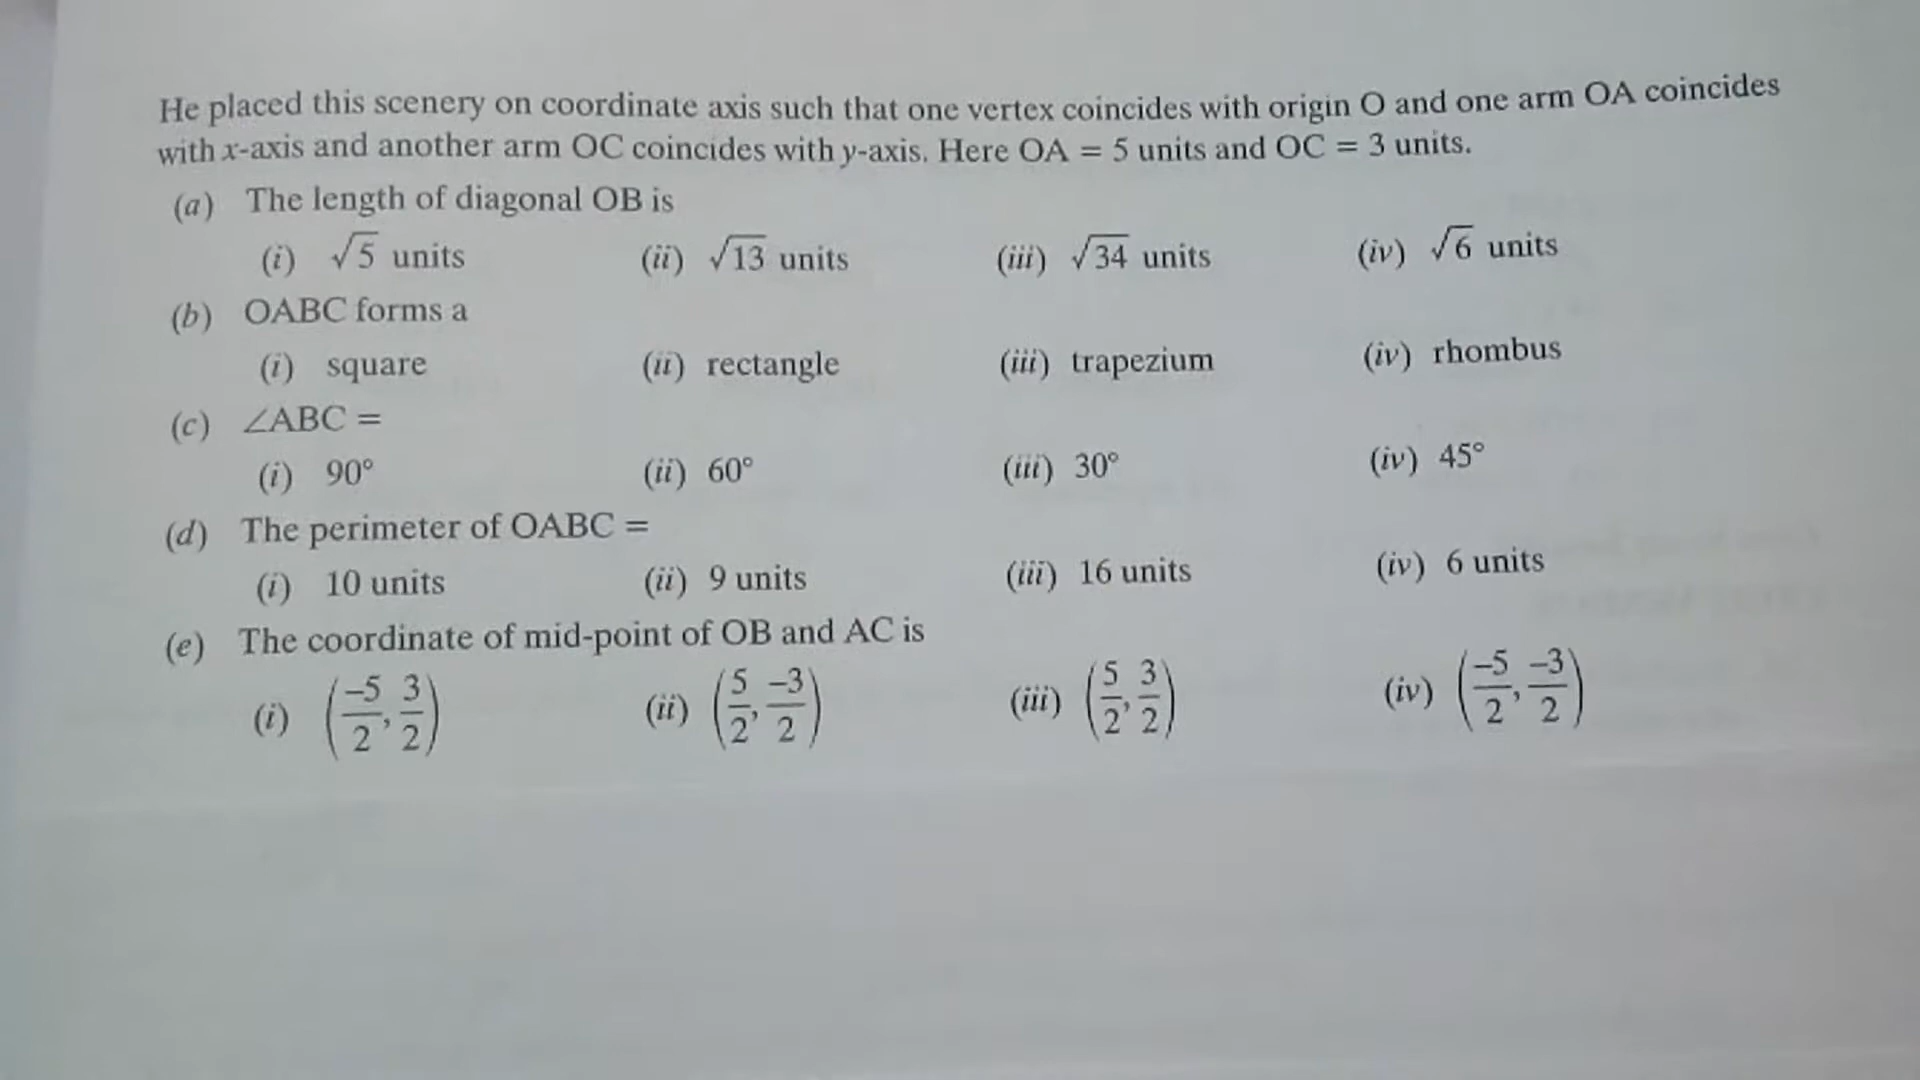 He placed this scenery on coordinate axis such that one vertex coincides with origin O and one arm OA coincides
with x-axis and another arm OC coincides with y-axis. Here OA = 5 units and OC = 3 units.
(a) The length of diagonal OB is
(i) √5 units (ii) √13 units (iii) √34 units (iv) √6 units
(b) OABC forms a
(i) square (ii) rectangle (iii) trapezium (iv) rhombus
(c) ∠ABC =
(i) 90° (ii) 60° (iii) 30° (iv) 45°
(d) The perimeter of OABC =
(i) 10 units (ii) 9 units (iii) 16 units (iv) 6 units
(e) The coordinate of mid-point of OB and AC is
(i) (-5/2, 3/2) (ii) (5/2, -3/2) (iii) (5/2, 3/2) (iv) (-5/2, -3/2)